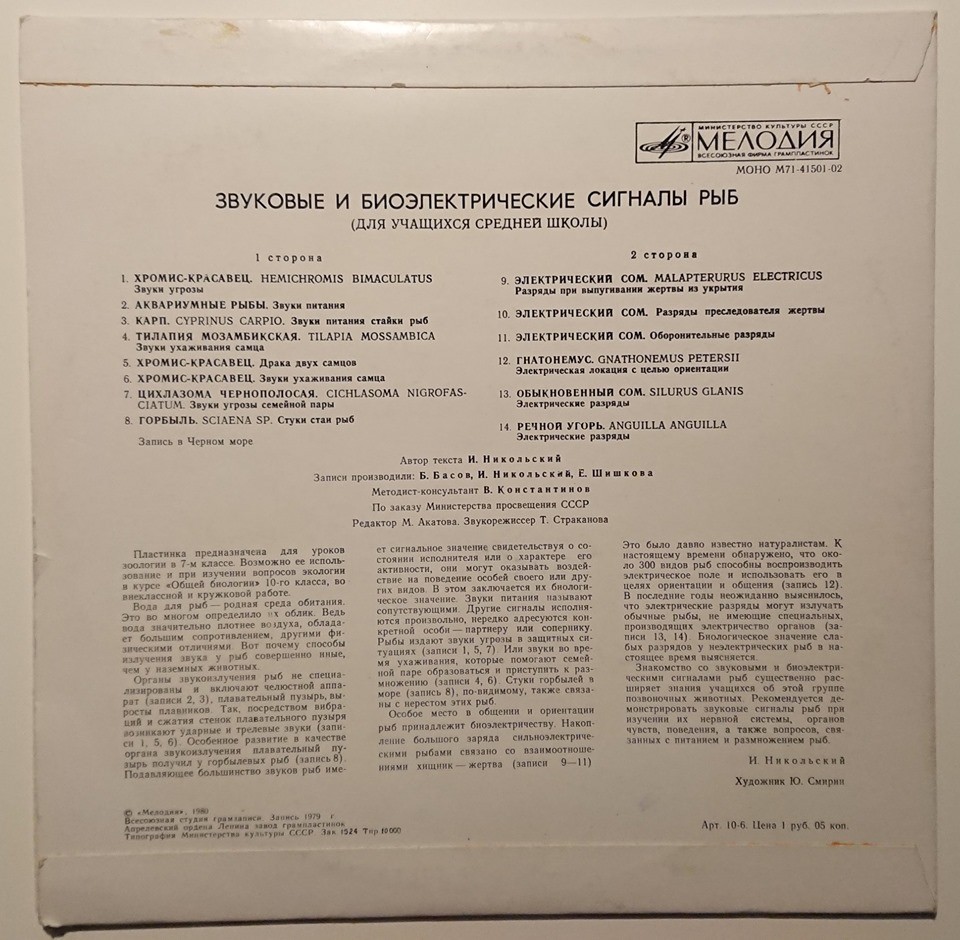 МИНИСТЕРСТВО КУЛЬТУРЫ СССР
МЕЛОДИЯ
ВСЕСОЮЗНАЯ ФИРМА ГРАМПЛАСТИНОК
МОНО М71-41501-02
ЗВУКОВЫЕ И БИОЭЛЕКТРИЧЕСКИЕ СИГНАЛЫ РЫБ
(ДЛЯ УЧАЩИХСЯ СРЕДНЕЙ ШКОЛЫ)
1 сторона
1. ХРОМИС-КРАСАВЕЦ. HEMICHROMIS BIMACULATUS
Звуки угрозы
2. АКВАРИУМНЫЕ РЫБЫ. Звуки питания
3. КАРП. CYPRINUS CARPIO. Звуки питания стайки рыб
4. ТИЛАПИЯ МОЗАМБИКСКАЯ. TILAPIA MOSSAMBICA
Звуки ухаживания самца
5. ХРОМИС-КРАСАВЕЦ. Драка двух самцов
6. ХРОМИС-КРАСАВЕЦ. Звуки ухаживания самца
7. ЦИХЛАЗОМА ЧЕРНОПОЛОСАЯ. CICHLASOMA NIGROFAS-
CIATUM. Звуки угрозы семейной пары
8. ГОРБЫЛЬ. SCIAENA SP. Стуки стаи рыб
Запись в Черном море
2 сторона
9. ЭЛЕКТРИЧЕСКИЙ СОМ. MALAPTERURUS ELECTRICUS
Разряды при выпугивании жертвы из укрытия
10. ЭЛЕКТРИЧЕСКИЙ СОМ. Разряды преследователя жертвы
11. ЭЛЕКТРИЧЕСКИЙ СОМ. Оборонительные разряды
12. ГНАТОНЕМУС. GNATHONEMUS PETERSII
Электрическая локация с целью ориентации
13. ОБЫКНОВЕННЫЙ СОМ. SILURUS GLANIS
Электрические разряды
14. РЕЧНОЙ УГОРЬ. ANGUILLA ANGUILLA
Электрические разряды
Автор текста И. Никольский
Записи производили: Б. Басов, И. Никольский, Е. Шишкова
Методист-консультант В. Константинов
По заказу Министерства просвещения СССР
Редактор М. Акатова. Звукорежиссер Т. Страканова
Пластинка предназначена для уроков
зоологии в 7-м классе. Возможно ее исполь-
зование и при изучении вопросов экологии
в курсе «Общей биологии» 10-го класса, во
внеклассной и кружковой работе.
Вода для рыб — родная среда обитания.
Это во многом определило их облик. Ведь
вода значительно плотнее воздуха, облада-
ет большим сопротивлением, другими фи-
зическими отличиями. Вот почему способы
излучения звука у рыб совершенно иные,
чем у наземных животных.
Органы звукоизлучения рыб не специа-
лизированы и включают челюстной аппа-
рат (записи 2, 3), плавательный пузырь, вы-
росты плавников. Так, посредством вибра-
ций и сжатия стенок плавательного пузыря
возникают ударные и трелевые звуки (запи-
си 1, 5, 6). Особенное развитие в качестве
органа звукоизлучения плавательный пу-
зырь получил у горбылевых рыб (запись 8).
Подавляющее большинство звуков рыб име-
ет сигнальное значение свидетельствуя о со-
стоянии исполнителя или о характере его
активности, они могут оказывать воздей-
ствие на поведение особей своего или дру-
гих видов. В этом заключается их биологи-
ческое значение. Звуки питания называют
сопутствующими. Другие сигналы исполня-
ются произвольно, нередко адресуются кон-
кретной особи — партнеру или сопернику.
Рыбы издают звуки угрозы в защитных си-
туациях (записи 1, 5, 7). Или звуки во вре-
мя ухаживания, которые помогают семей-
ной паре образоваться и приступить к раз-
множению (записи 4, 6). Стуки горбылей в
море (запись 8), по-видимому, также связа-
ны с нерестом этих рыб.
Особое место в общении и ориентации
рыб принадлежит биоэлектричеству. Накоп-
ление большого заряда сильноэлектриче-
скими рыбами связано со взаимоотноше-
ниями хищник — жертва (записи 9—11)
Это было давно известно натуралистам. К
настоящему времени обнаружено, что око-
ло 300 видов рыб способны воспроизводить
электрическое поле и использовать его в
целях ориентации и общения (запись 12).
В последние годы неожиданно выяснилось,
что электрические разряды могут излучать
обычные рыбы, не имеющие специальных,
производящих электричество органов (за-
писи 13, 14). Биологическое значение сла-
бых разрядов у неэлектрических рыб в на-
стоящее время выясняется.
Знакомство со звуковыми и биоэлектри-
ческими сигналами рыб существенно рас-
ширяет знания учащихся об этой группе
позвоночных животных. Рекомендуется де-
монстрировать звуковые сигналы рыб при
изучении их нервной системы, органов
чувств, поведения, а также вопросов, свя-
занных с питанием и размножением рыб.
И. Никольский
Художник Ю. Смирин
© «Мелодия», 1980
Всесоюзная студия грамзаписи. Запись 1979 г.
Апрелевский ордена Ленина завод грампластинок
Типография Министерства культуры СССР. Зак 1524 Тир 10000
Арт. 10-6. Цена 1 руб. 05 коп.